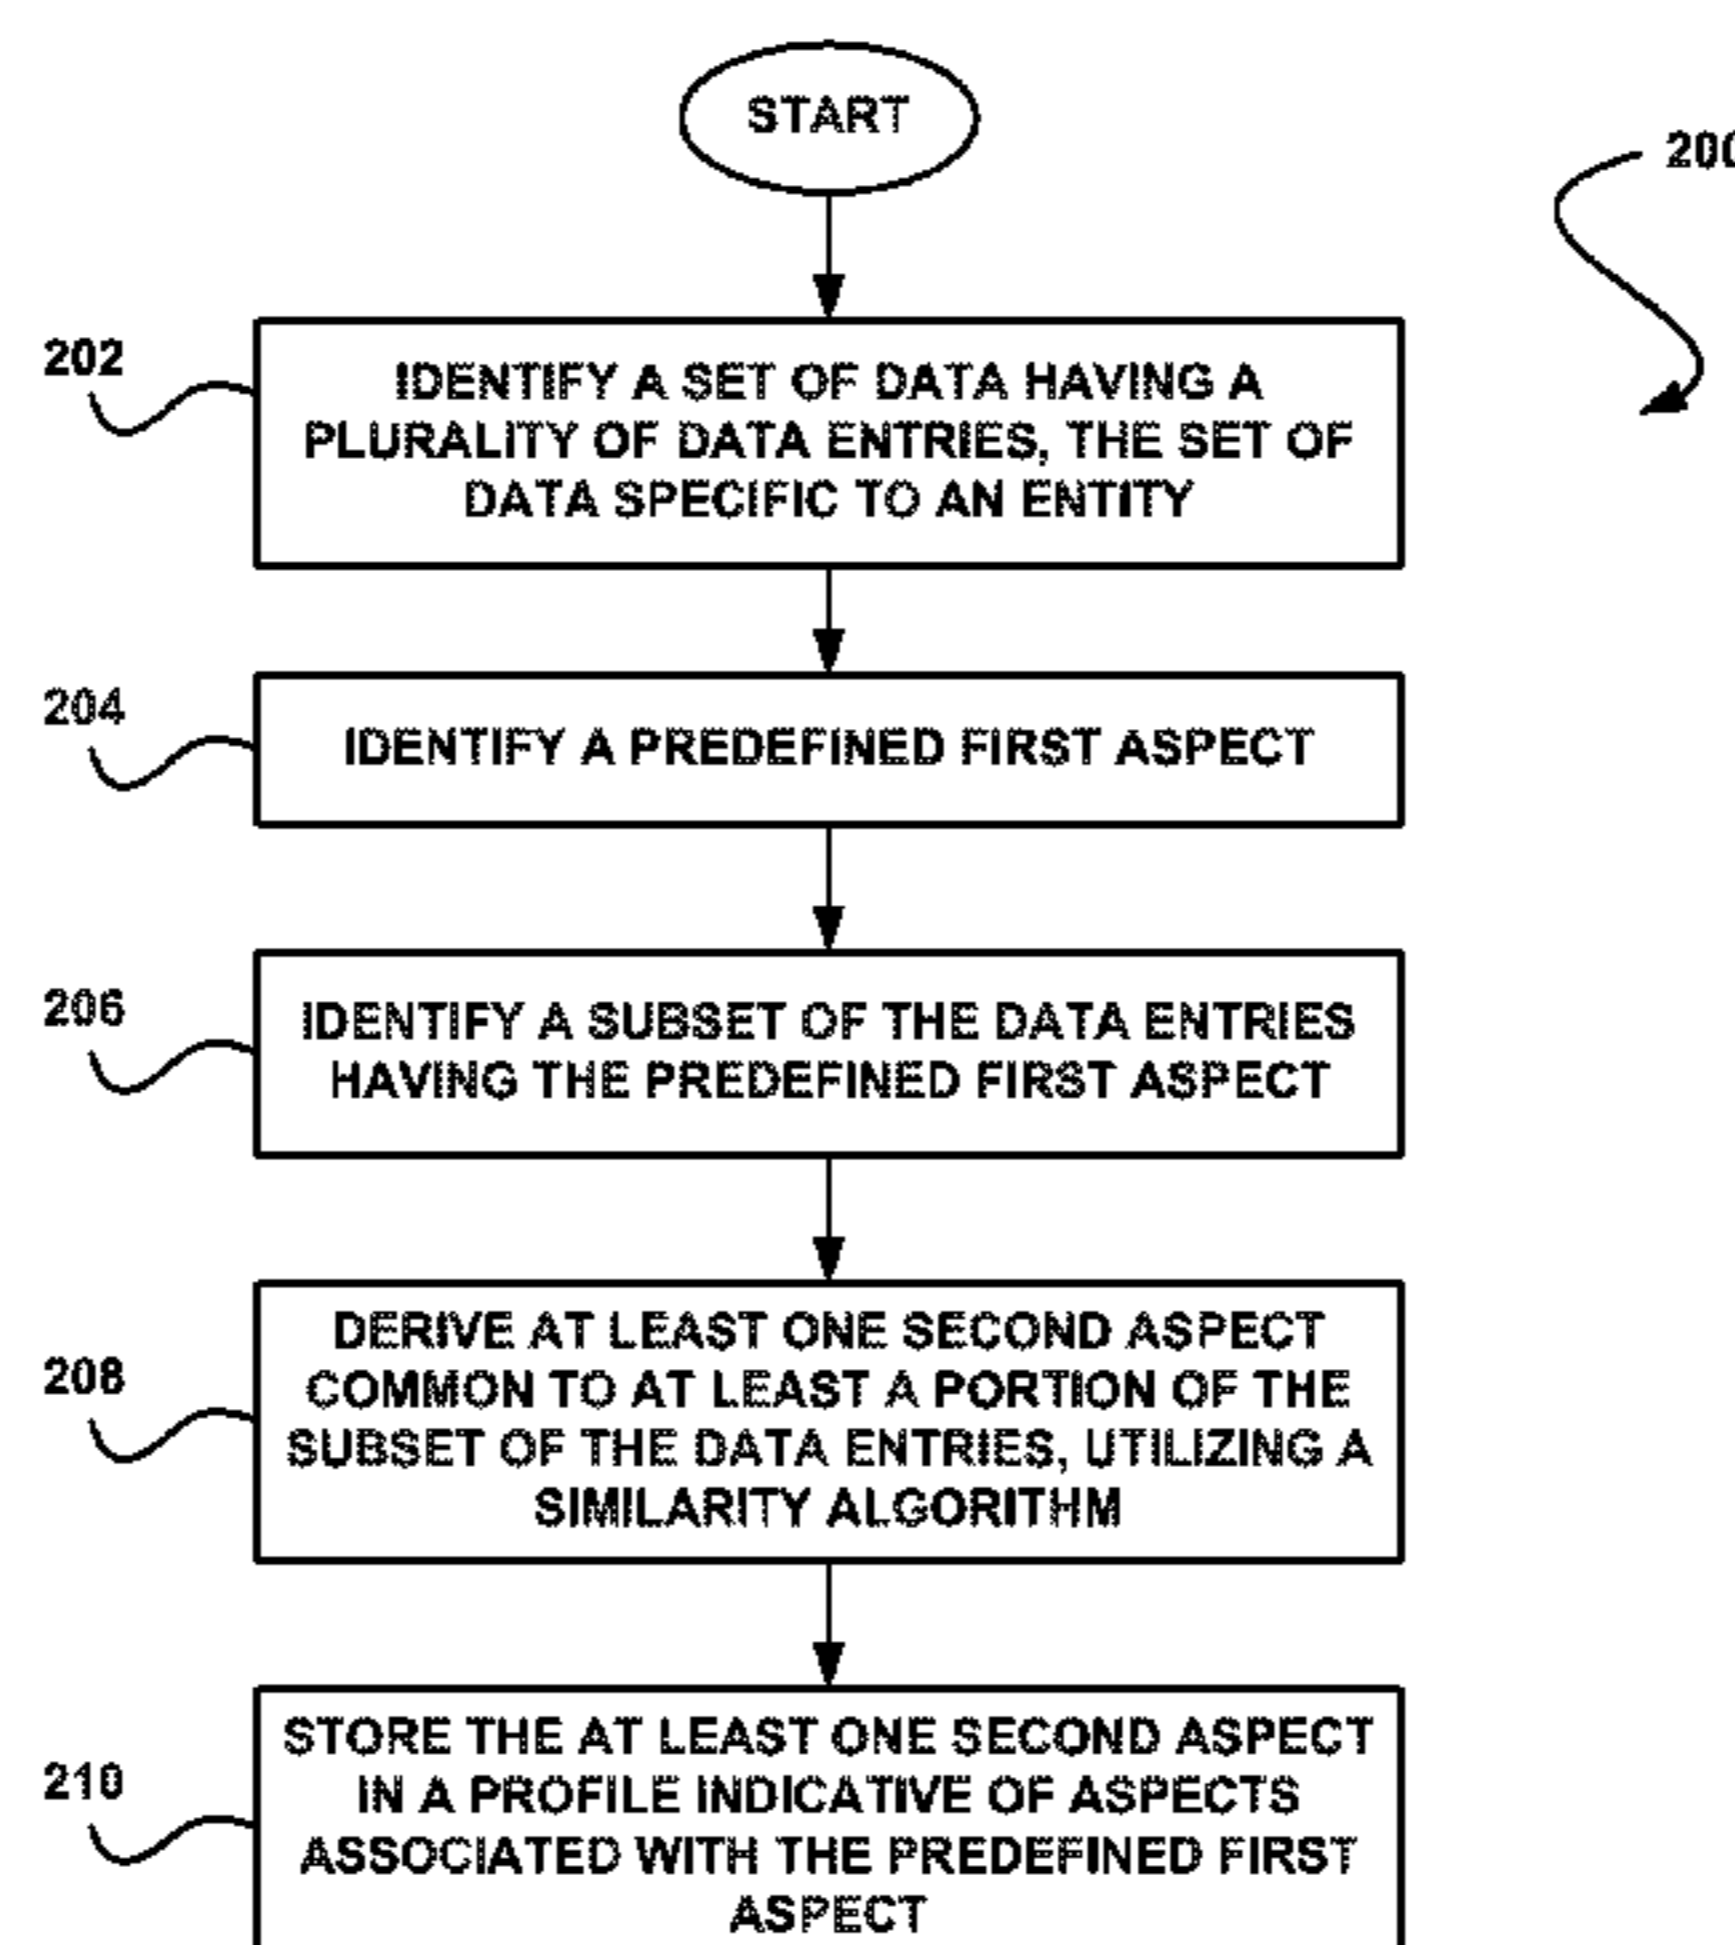 START
200
202
IDENTIFY A SET OF DATA HAVING A
PLURALITY OF DATA ENTRIES, THE SET OF
DATA SPECIFIC TO AN ENTITY
204
IDENTIFY A PREDEFINED FIRST ASPECT
206
IDENTIFY A SUBSET OF THE DATA ENTRIES
HAVING THE PREDEFINED FIRST ASPECT
208
DERIVE AT LEAST ONE SECOND ASPECT
COMMON TO AT LEAST A PORTION OF THE
SUBSET OF THE DATA ENTRIES, UTILIZING A
SIMILARITY ALGORITHM
210
STORE THE AT LEAST ONE SECOND ASPECT
IN A PROFILE INDICATIVE OF ASPECTS
ASSOCIATED WITH THE PREDEFINED FIRST
ASPECT